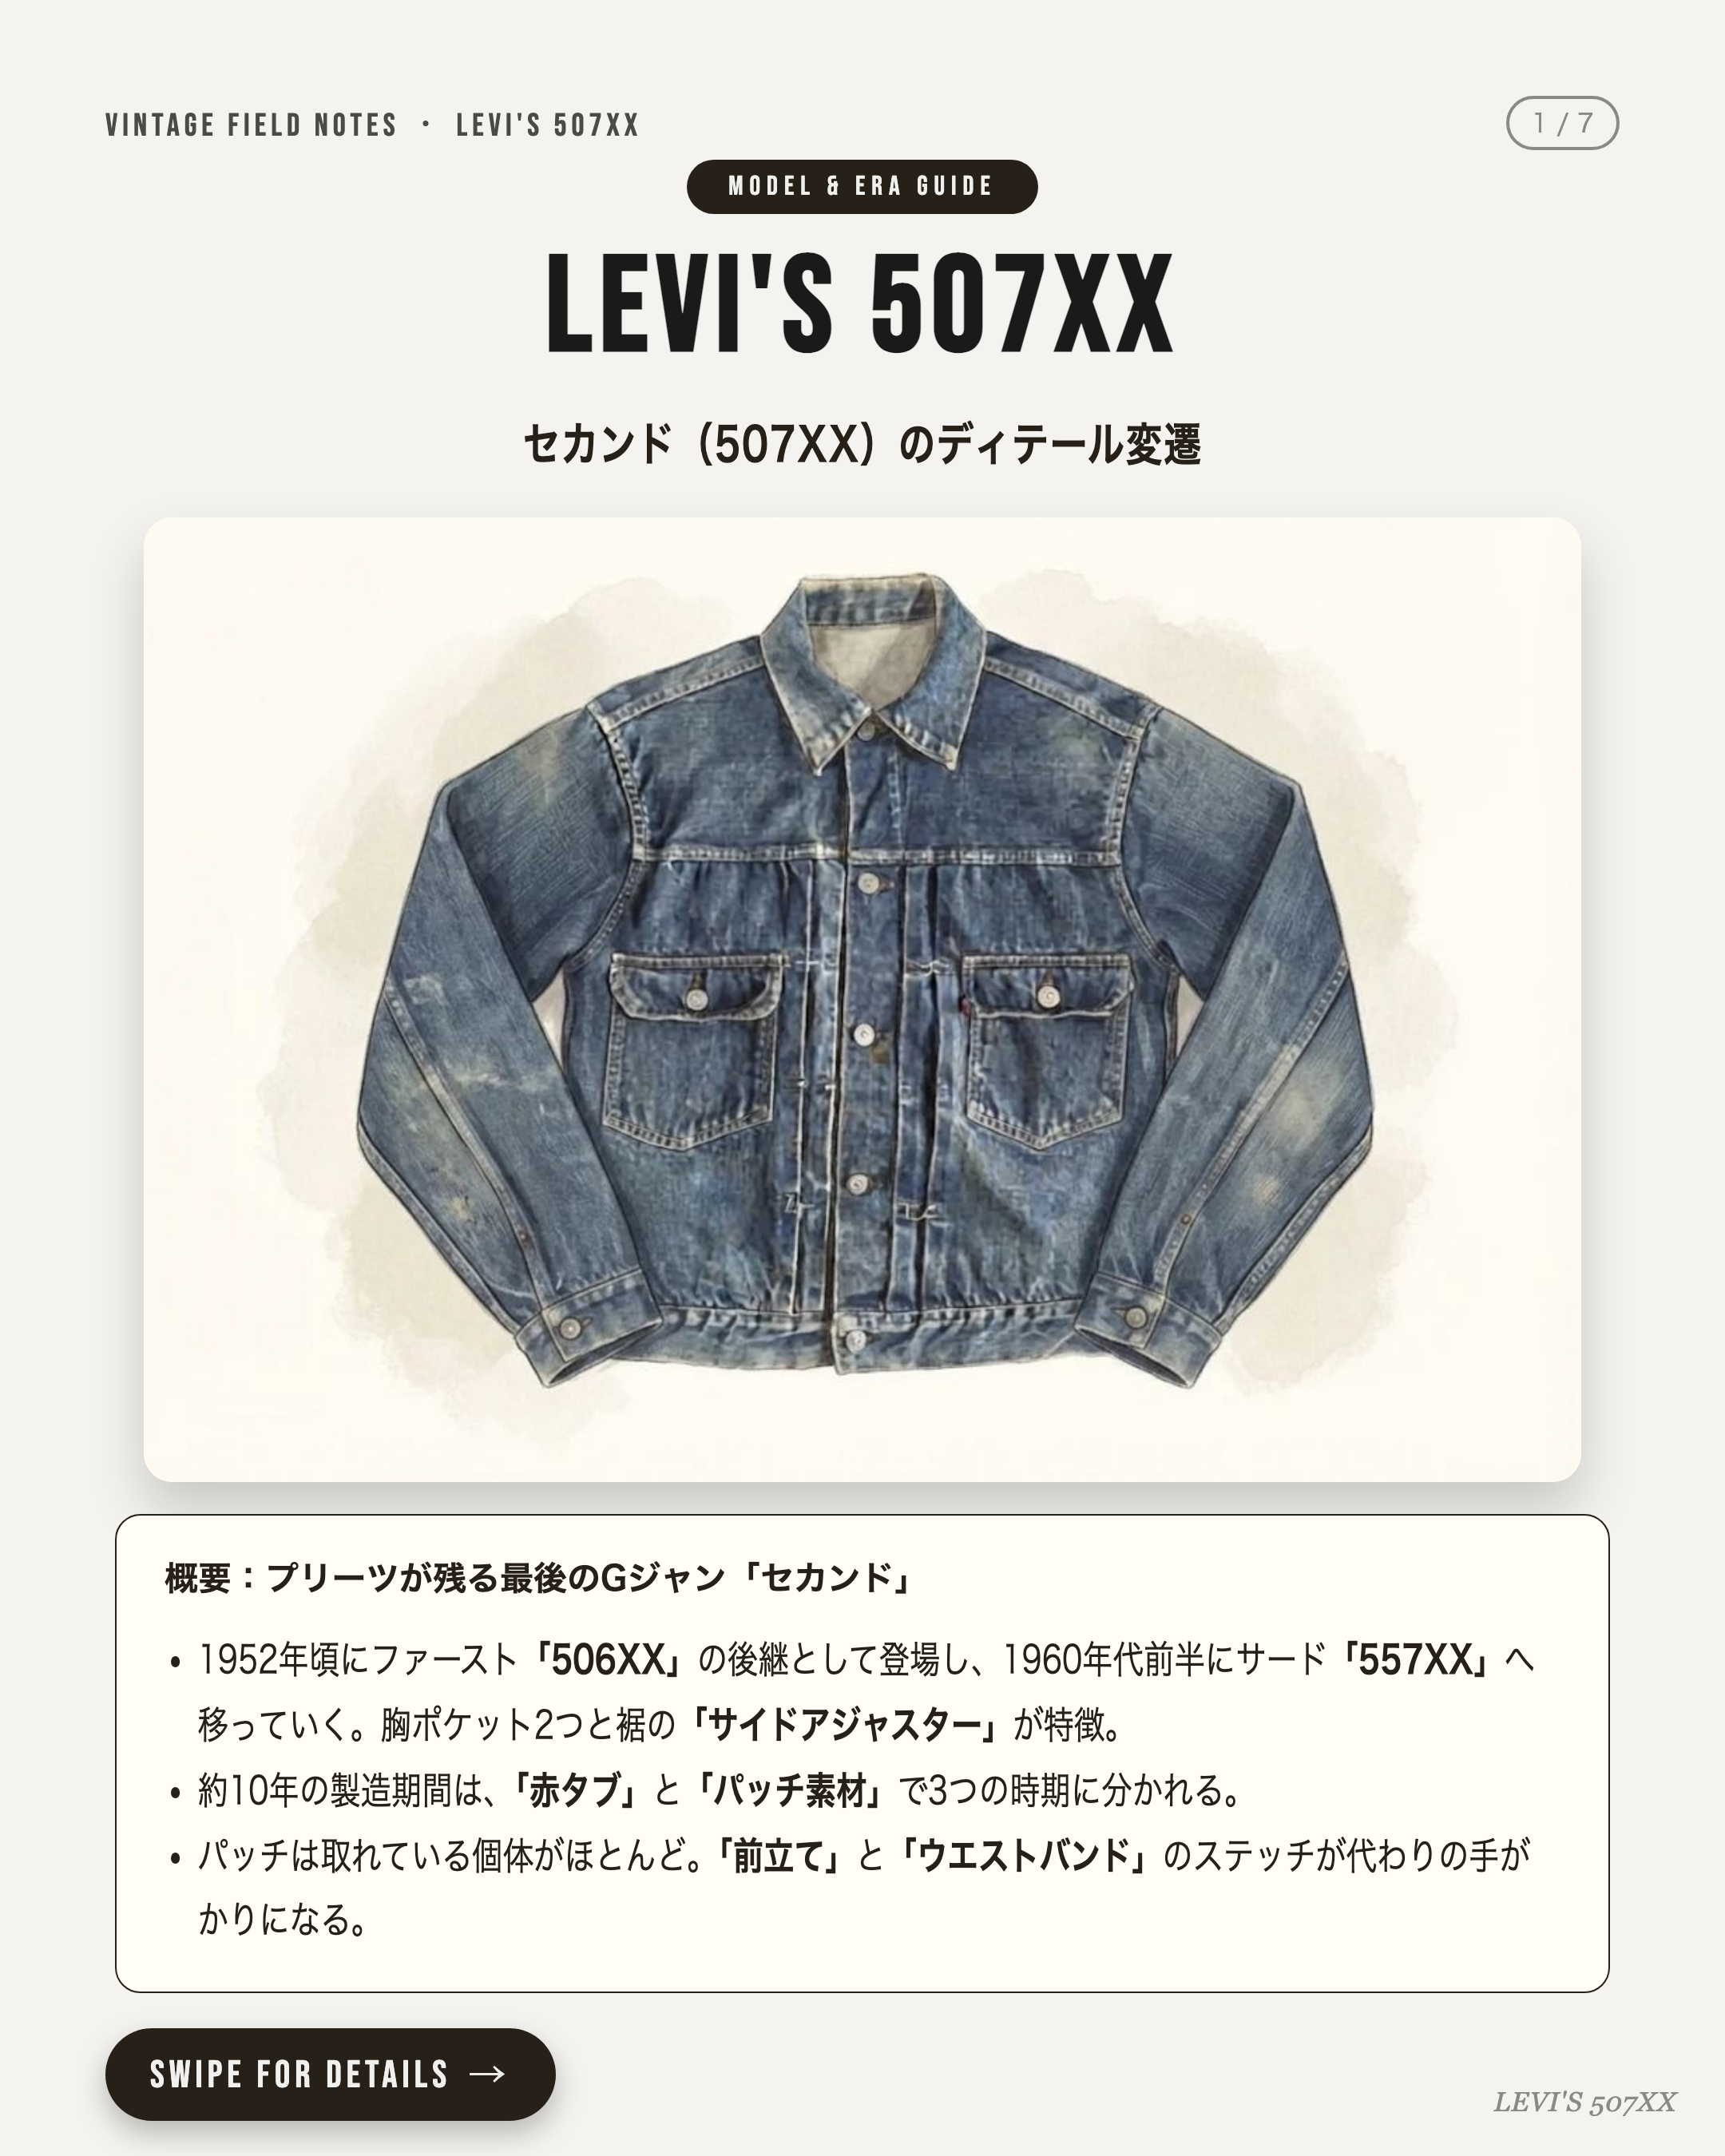 VINTAGE FIELD NOTES · LEVI'S 507XX
1 / 7
MODEL & ERA GUIDE
LEVI'S 507XX
セカンド（507XX）のディテール変遷
概要：プリーツが残る最後のGジャン「セカンド」
• 1952年頃にファースト「506XX」の後継として登場し、1960年代前半にサード「557XX」へ
移っていく。胸ポケット2つと裾の「サイドアジャスター」が特徴。
• 約10年の製造期間は、「赤タブ」と「パッチ素材」で3つの時期に分かれる。
• パッチは取れている個体がほとんど。「前立て」と「ウエストバンド」のステッチが代わりの手が
かりになる。
SWIPE FOR DETAILS →
LEVI'S 507XX